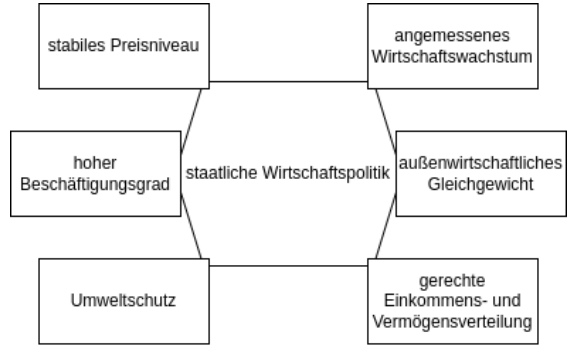 stabiles Preisniveau
angemessenes
Wirtschaftswachstum
hoher
Beschäftigungsgrad
staatliche Wirtschaftspolitik
außenwirtschaftliches
Gleichgewicht
Umweltschutz
gerechte
Einkommens- und
Vermögensverteilung